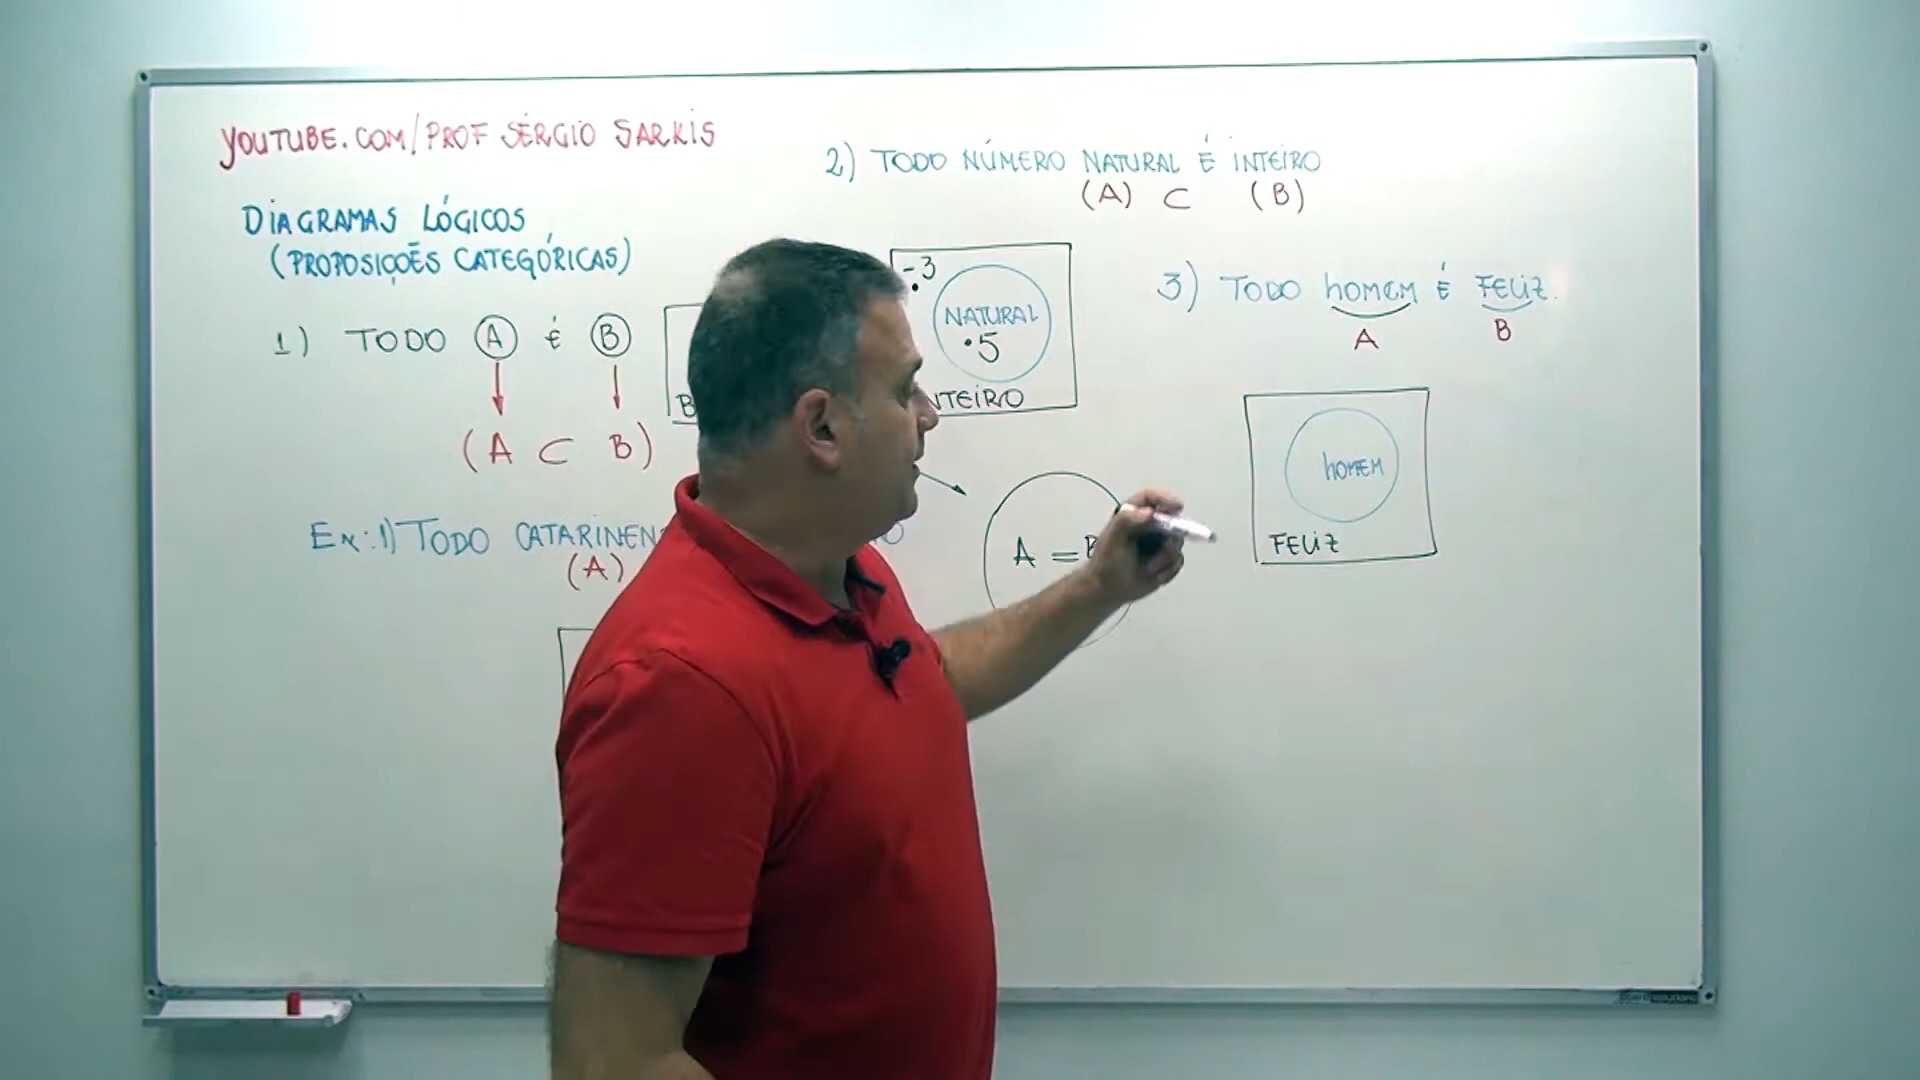 YOUTUBE.COM/PROF SÉRGIO SARKIS
DIAGRAMAS LÓGICOS
(PROPOSIÇÕES CATEGÓRICAS)
1) TODO A É B
(A ⊂ B)
B
Ex.:1) TODO CATARINEN
(A)
2) TODO NÚMERO NATURAL É INTEIRO
(A) ⊂ (B)
-3
NATURAL
5
NTEIRO
A = B
3) TODO HOMEM É FELIZ.
A B
HOMEM
FELIZ